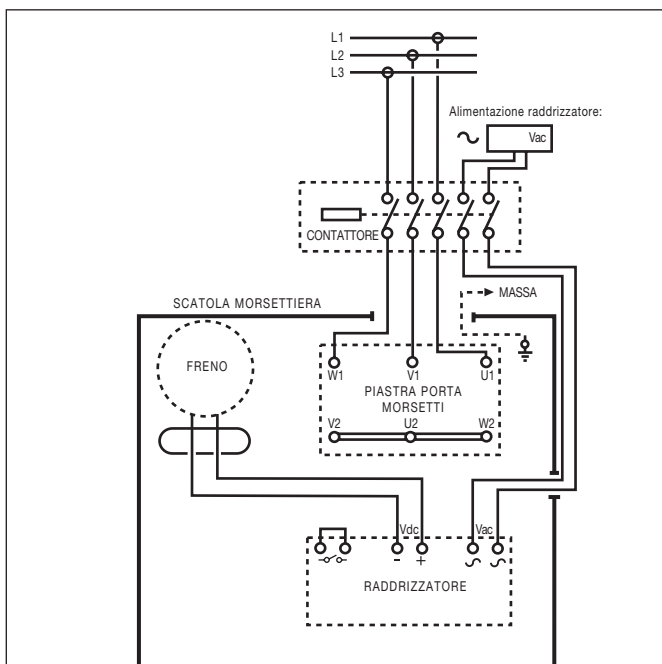 L1
L2
L3
Alimentazione raddrizzatore:
Vac
CONTATTORE
SCATOLA MORSETTIERA
MASSA
FRENO
W1 V1 U1
PIASTRA PORTA
MORSETTI
V2 U2 W2
Vdc Vac
- +
RADDRIZZATORE